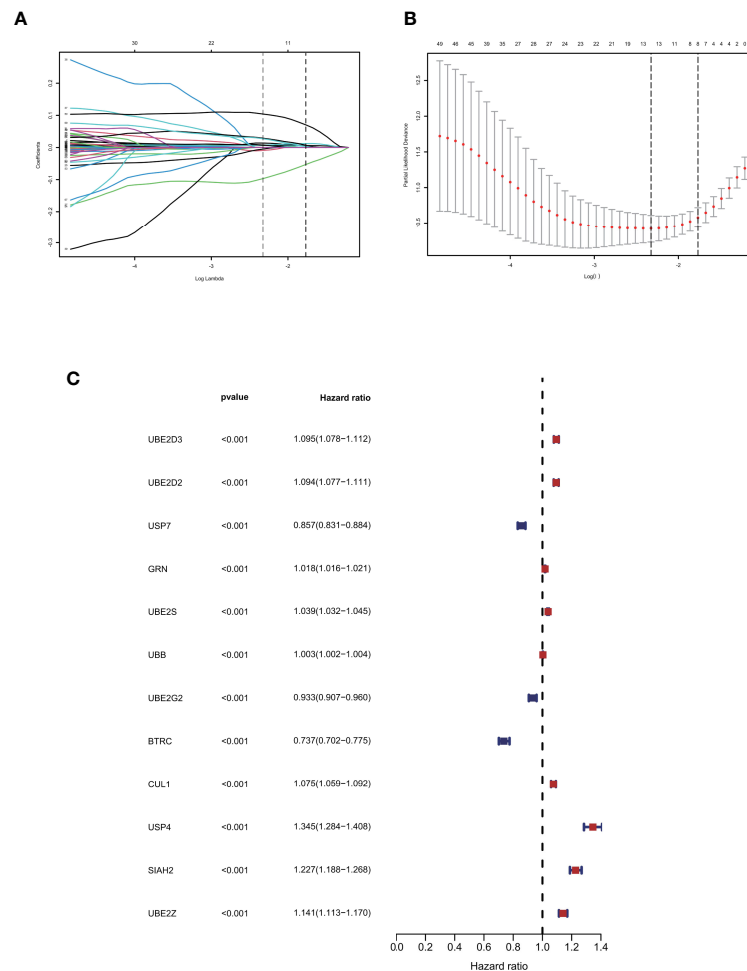 A
30 22 11
Coefficients
0.2
0.1
0.0
-0.1
-0.2
-0.3
-4 -3 -2
Log Lambda
B
49 46 45 39 35 27 28 27 24 23 22 21 19 13 13 11 8 8 7 4 4 2 0
Partial Likelihood Deviance
12.5
12.0
11.5
11.0
9.5
-4 -3 -2
Log( )
C
pvalue Hazard ratio
UBE2D3 <0.001 1.095(1.078−1.112)
UBE2D2 <0.001 1.094(1.077−1.111)
USP7 <0.001 0.857(0.831−0.884)
GRN <0.001 1.018(1.016−1.021)
UBE2S <0.001 1.039(1.032−1.045)
UBB <0.001 1.003(1.002−1.004)
UBE2G2 <0.001 0.933(0.907−0.960)
BTRC <0.001 0.737(0.702−0.775)
CUL1 <0.001 1.075(1.059−1.092)
USP4 <0.001 1.345(1.284−1.408)
SIAH2 <0.001 1.227(1.188−1.268)
UBE2Z <0.001 1.141(1.113−1.170)
0.0 0.2 0.4 0.6 0.8 1.0 1.2 1.4
Hazard ratio